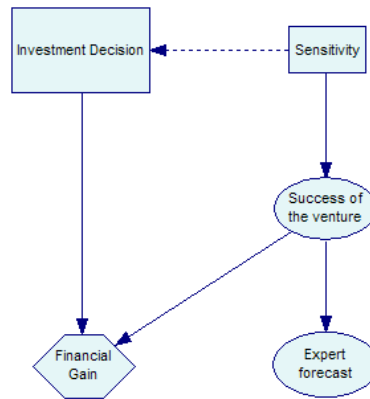 Investment Decision
Sensitivity
Success of
the venture
Financial
Gain
Expert
forecast